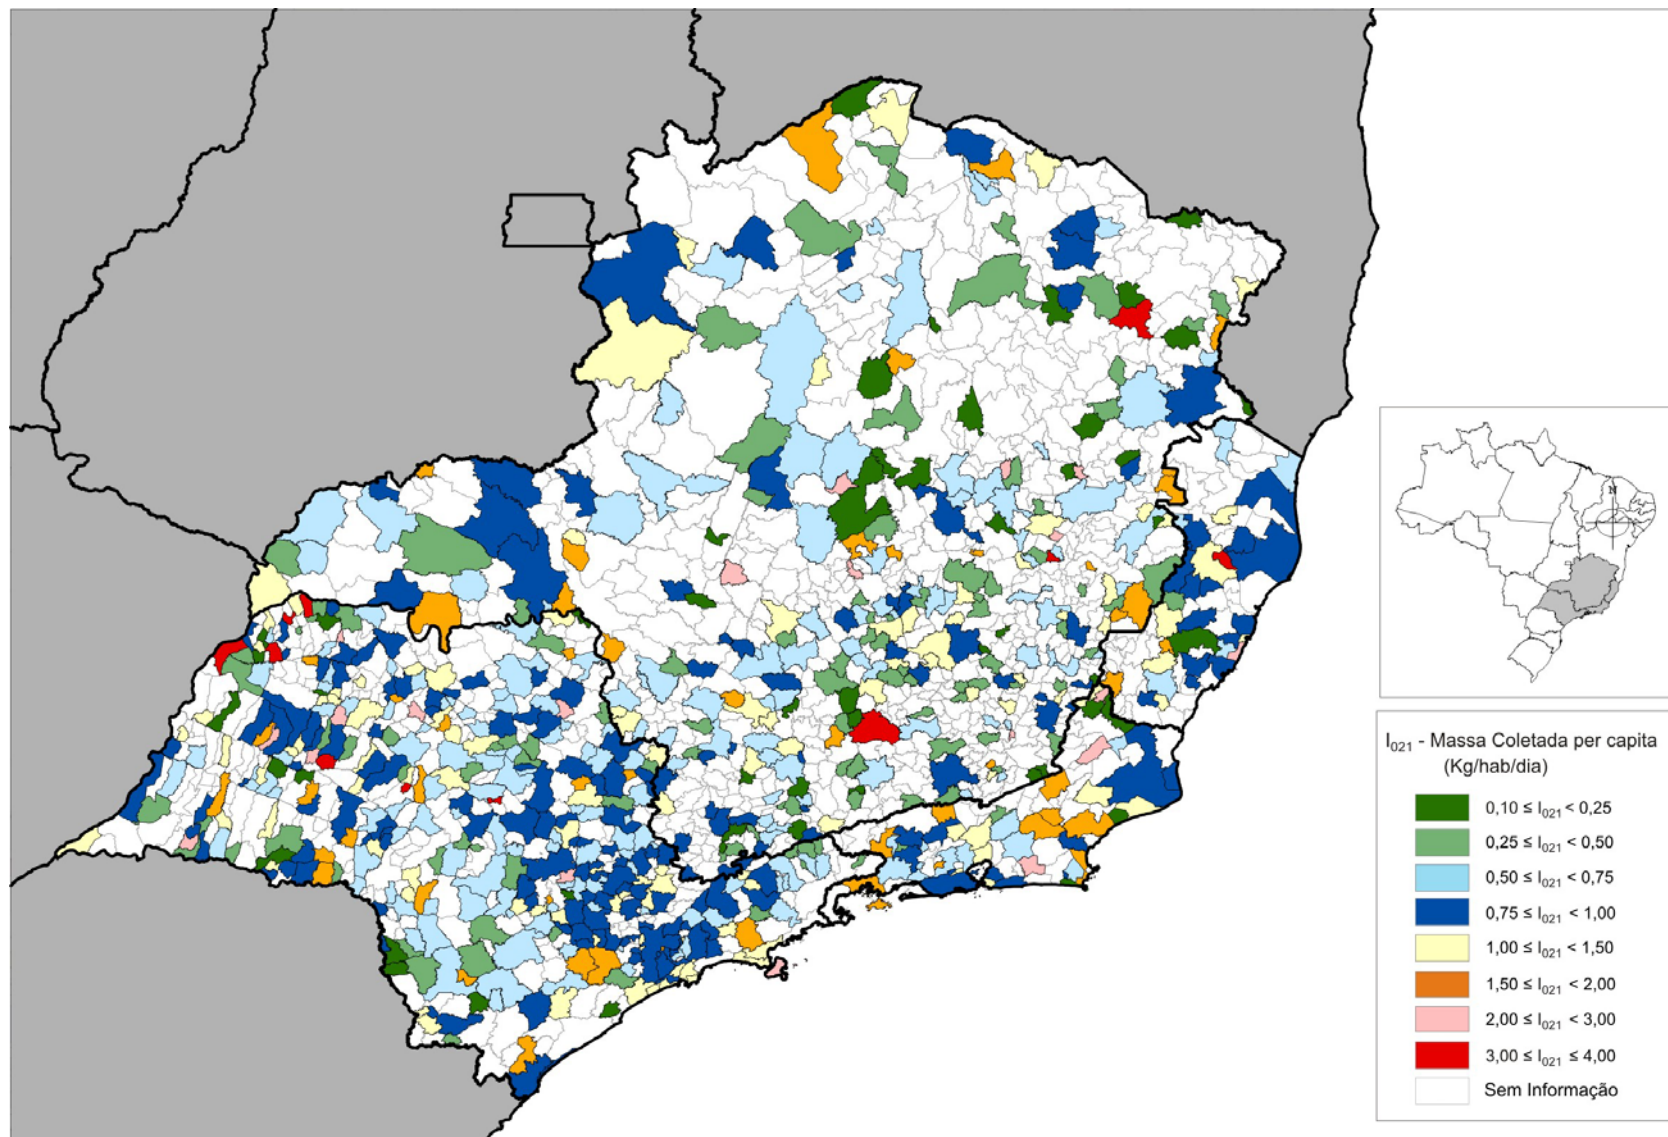 N
I021 - Massa Coletada per capita
(Kg/hab/dia)
0,10 ≤ I021 < 0,25
0,25 ≤ I021 < 0,50
0,50 ≤ I021 < 0,75
0,75 ≤ I021 < 1,00
1,00 ≤ I021 < 1,50
1,50 ≤ I021 < 2,00
2,00 ≤ I021 < 3,00
3,00 ≤ I021 ≤ 4,00
Sem Informação